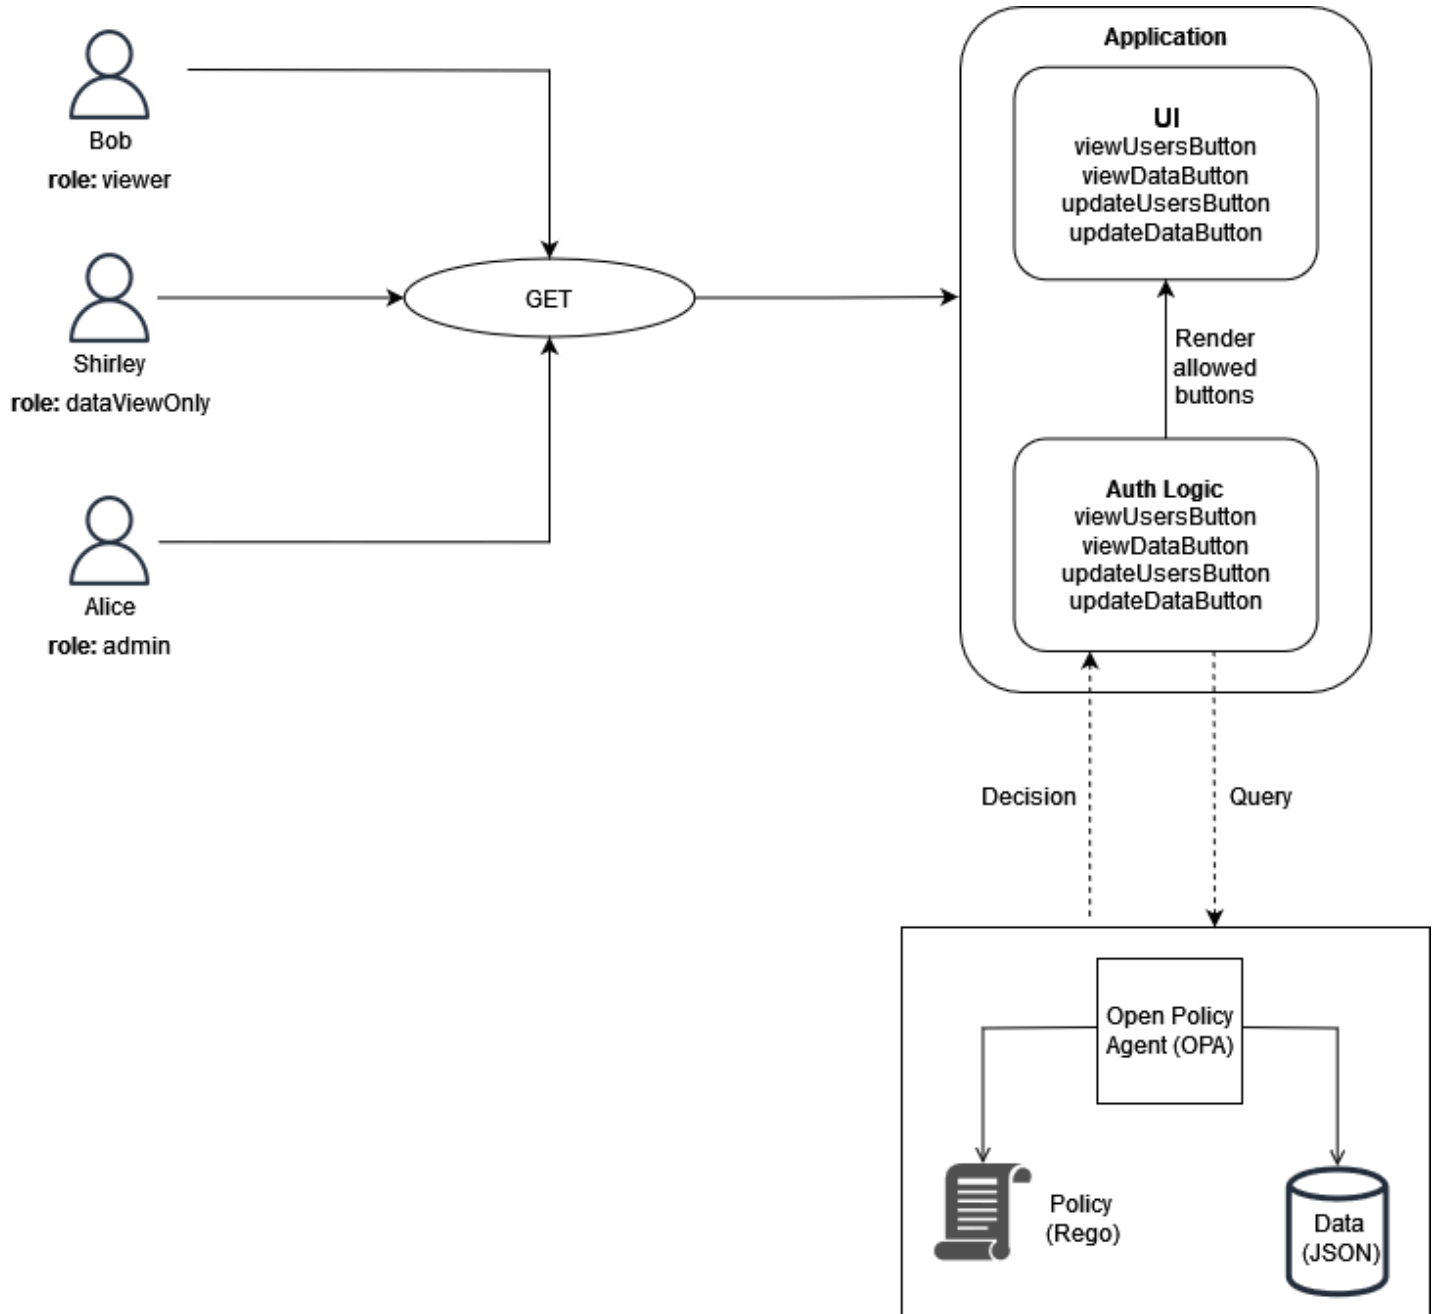 Bob
role: viewer
Shirley
role: dataViewOnly
Alice
role: admin
GET
Application
UI
viewUsersButton
viewDataButton
updateUsersButton
updateDataButton
Render
allowed
buttons
Auth Logic
viewUsersButton
viewDataButton
updateUsersButton
updateDataButton
Decision
Query
Open Policy
Agent (OPA)
Policy
(Rego)
Data
(JSON)